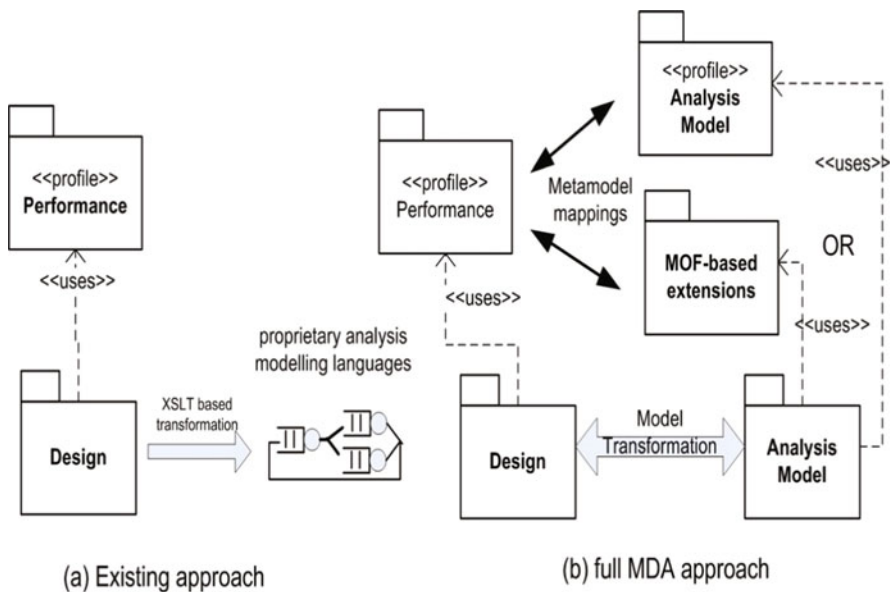 <<profile>>
Performance
<<uses>>
Design
XSLT based
transformation
proprietary analysis
modelling languages
(a) Existing approach
<<profile>>
Performance
<<uses>>
Metamodel
mappings
<<profile>>
Analysis
Model
<<uses>>
MOF-based
extensions
OR
<<uses>>
Design
Model
Transformation
Analysis
Model
(b) full MDA approach